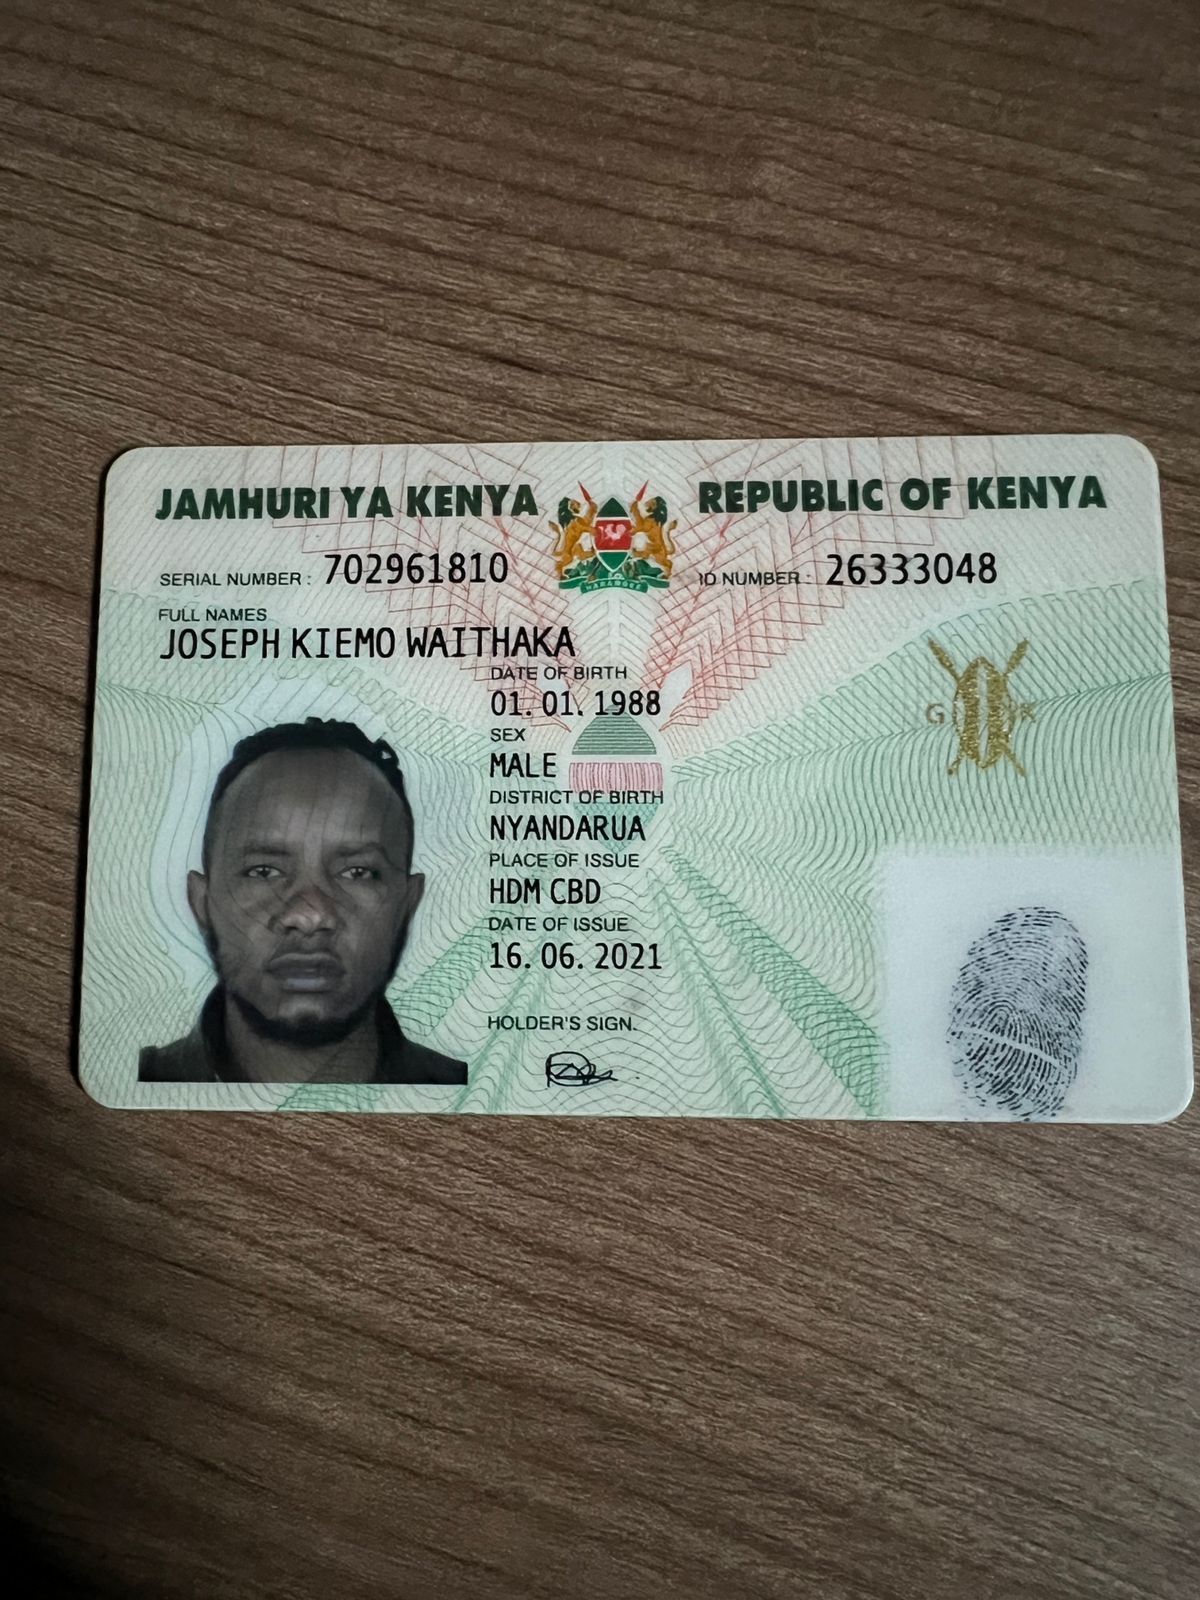 JAMHURI YA KENYA REPUBLIC OF KENYA
SERIAL NUMBER : 702961810 ID NUMBER : 26333048
FULL NAMES
JOSEPH KIEMO WAITHAKA
DATE OF BIRTH
01. 01. 1988
SEX
MALE
DISTRICT OF BIRTH
NYANDARUA
PLACE OF ISSUE
HDM CBD
DATE OF ISSUE
16. 06. 2021
HOLDER'S SIGN.
HARAMBEE
G K